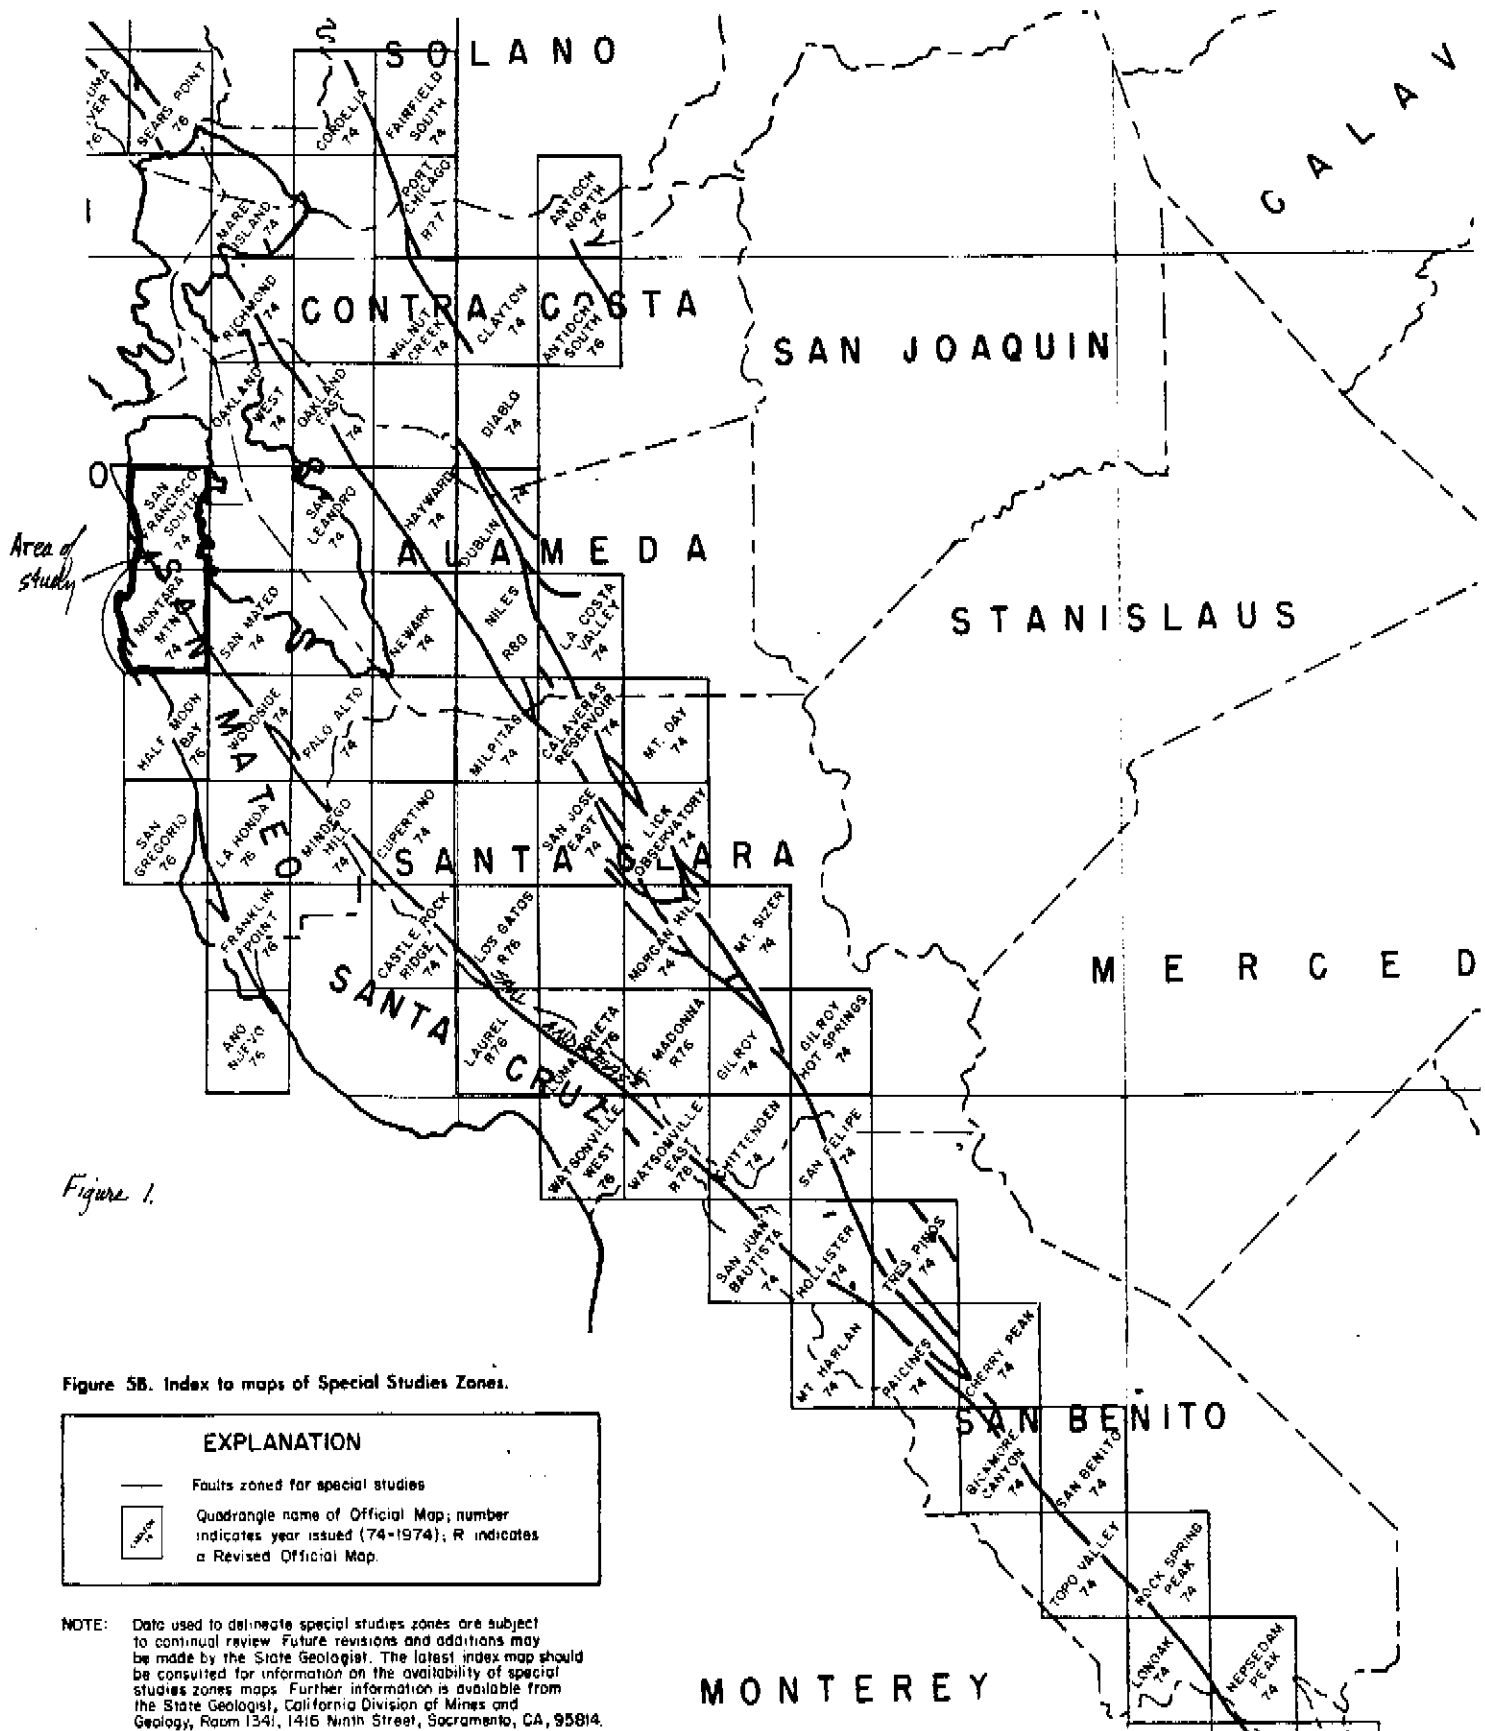 SOLANO
SEARS POINT
76
CORDELIA
74
FAIRFIELD
SOUTH
74
CALAV
MARE
ISLAND
74
PORT
CHICAGO
R77
ANTIOCH
NORTH
76
RICHMOND
74
CONTRA COSTA
WALNUT
CREEK
74
CLAYTON
74
ANTIOCH
SOUTH
76
SAN JOAQUIN
OAKLAND
WEST
74
OAKLAND
EAST
74
DIABLO
74
O
SAN
FRANCISCO
SOUTH
74
SAN
LEANDRO
74
HAYWARD
74
DUBLIN
74
ALAMEDA
Area of
study
MONTARA
MTN
74
SAN MATEO
74
NEWARK
74
NILES
R80
LA COSTA
VALLEY
74
STANISLAUS
SAN MATEO
HALF MOON
BAY
76
WOODSIDE
74
PALO ALTO
74
MILPITAS
74
CALAVERAS
RESERVOIR
74
MT. DAY
74
SAN
GREGORIO
76
LA HONDA
76
MINDEGO
HILL
74
CUPERTINO
74
SAN JOSE
EAST
74
LICK
OBSERVATORY
74
SANTA CLARA
FRANKLIN
POINT
76
CASTLE ROCK
RIDGE
74
LOS GATOS
R76
MORGAN HILL
74
MT. SIZER
74
MERCED
SANTA CRUZ
ANO
NUEVO
76
LAUREL
R76
LOMA PRIETA
R76
MT. MADONNA
R76
GILROY
74
GILROY
HOT SPRINGS
74
WATSONVILLE
WEST
76
WATSONVILLE
EAST
R76
CHITTENDEN
74
SAN FELIPE
74
Figure 1.
SAN JUAN
BAUTISTA
74
HOLLISTER
74
TRES PINOS
74
MT HARLAN
74
PAICINES
74
CHERRY PEAK
74
SAN BENITO
BICKMORE
CANYON
74
SAN BENITO
74
TOPO VALLEY
74
ROCK SPRING
PEAK
74
LONOAK
74
HEPSEDAM
PEAK
74
MONTEREY
Figure 5B. Index to maps of Special Studies Zones.
EXPLANATION
Faults zoned for special studies
Quadrangle name of Official Map; number
indicates year issued (74=1974); R indicates
a Revised Official Map.
NOTE: Data used to delineate special studies zones are subject
to continual review. Future revisions and additions may
be made by the State Geologist. The latest index map should
be consulted for information on the availability of special
studies zones maps. Further information is available from
the State Geologist, California Division of Mines and
Geology, Room 1341, 1416 Ninth Street, Sacramento, CA, 95814.